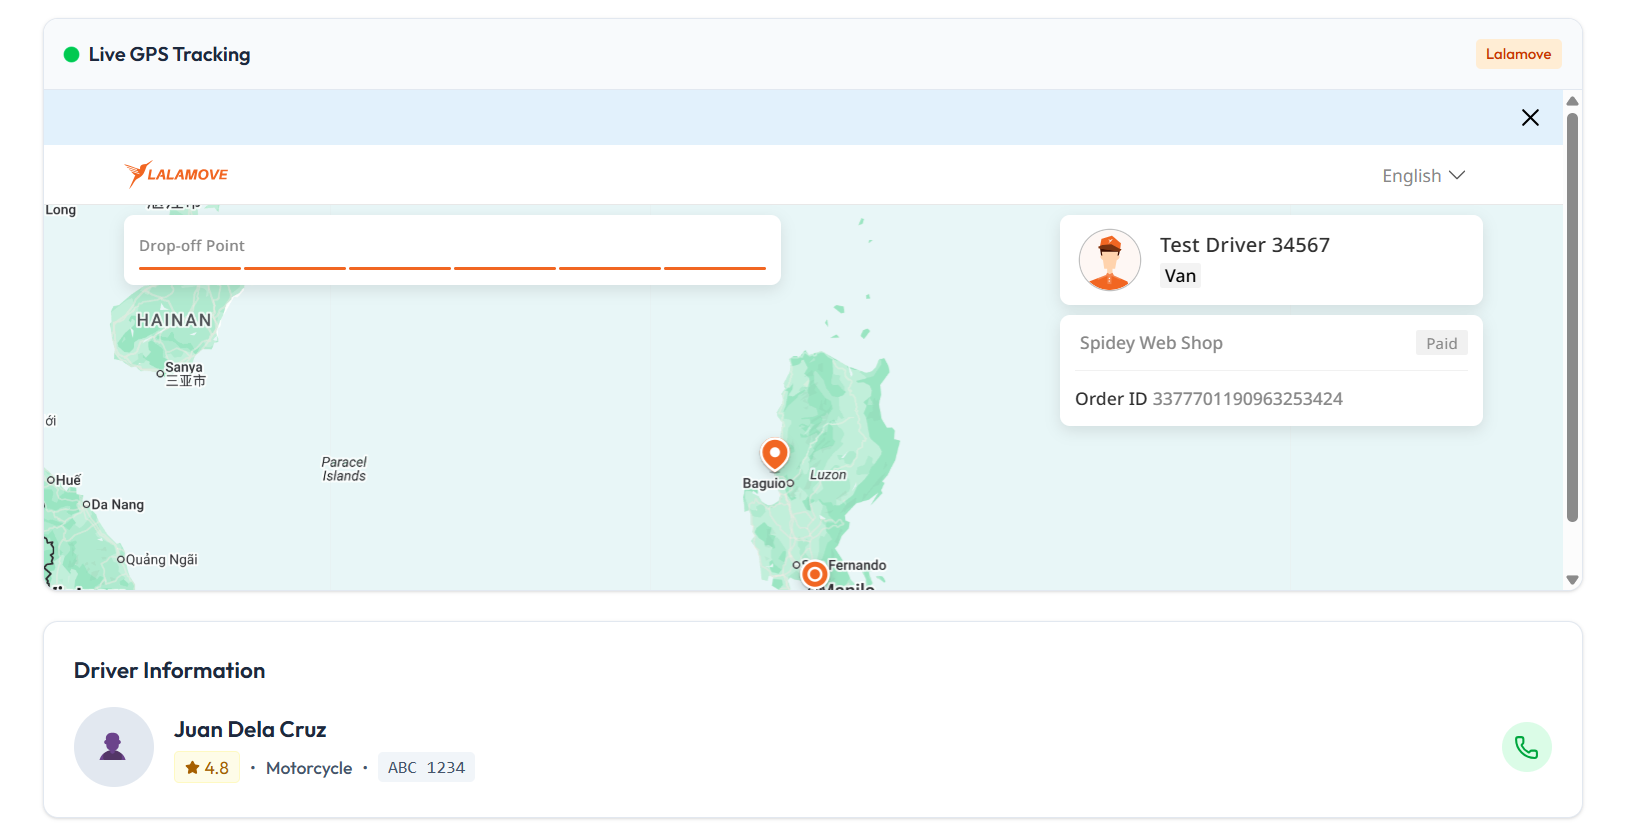 Live GPS Tracking
Lalamove
LALAMOVE
English
Long
Drop-off Point
Test Driver 34567
Van
HAINAN
Spidey Web Shop
Paid
Sanya
三亚市
Order ID 3377701190963253424
ới
Paracel
Islands
Huế
Baguio
Luzon
Da Nang
Quảng Ngãi
Fernando
Manila
Driver Information
Juan Dela Cruz
4.8 • Motorcycle • ABC 1234